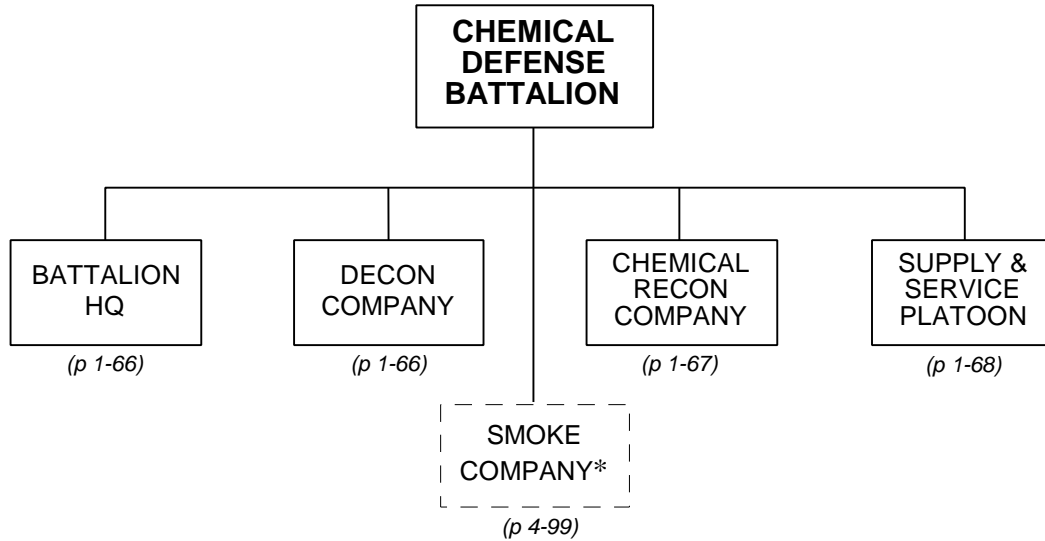 CHEMICAL
DEFENSE
BATTALION
BATTALION
HQ
(p 1-66)
DECON
COMPANY
(p 1-66)
CHEMICAL
RECON
COMPANY
(p 1-67)
SUPPLY &
SERVICE
PLATOON
(p 1-68)
SMOKE
COMPANY*
(p 4-99)